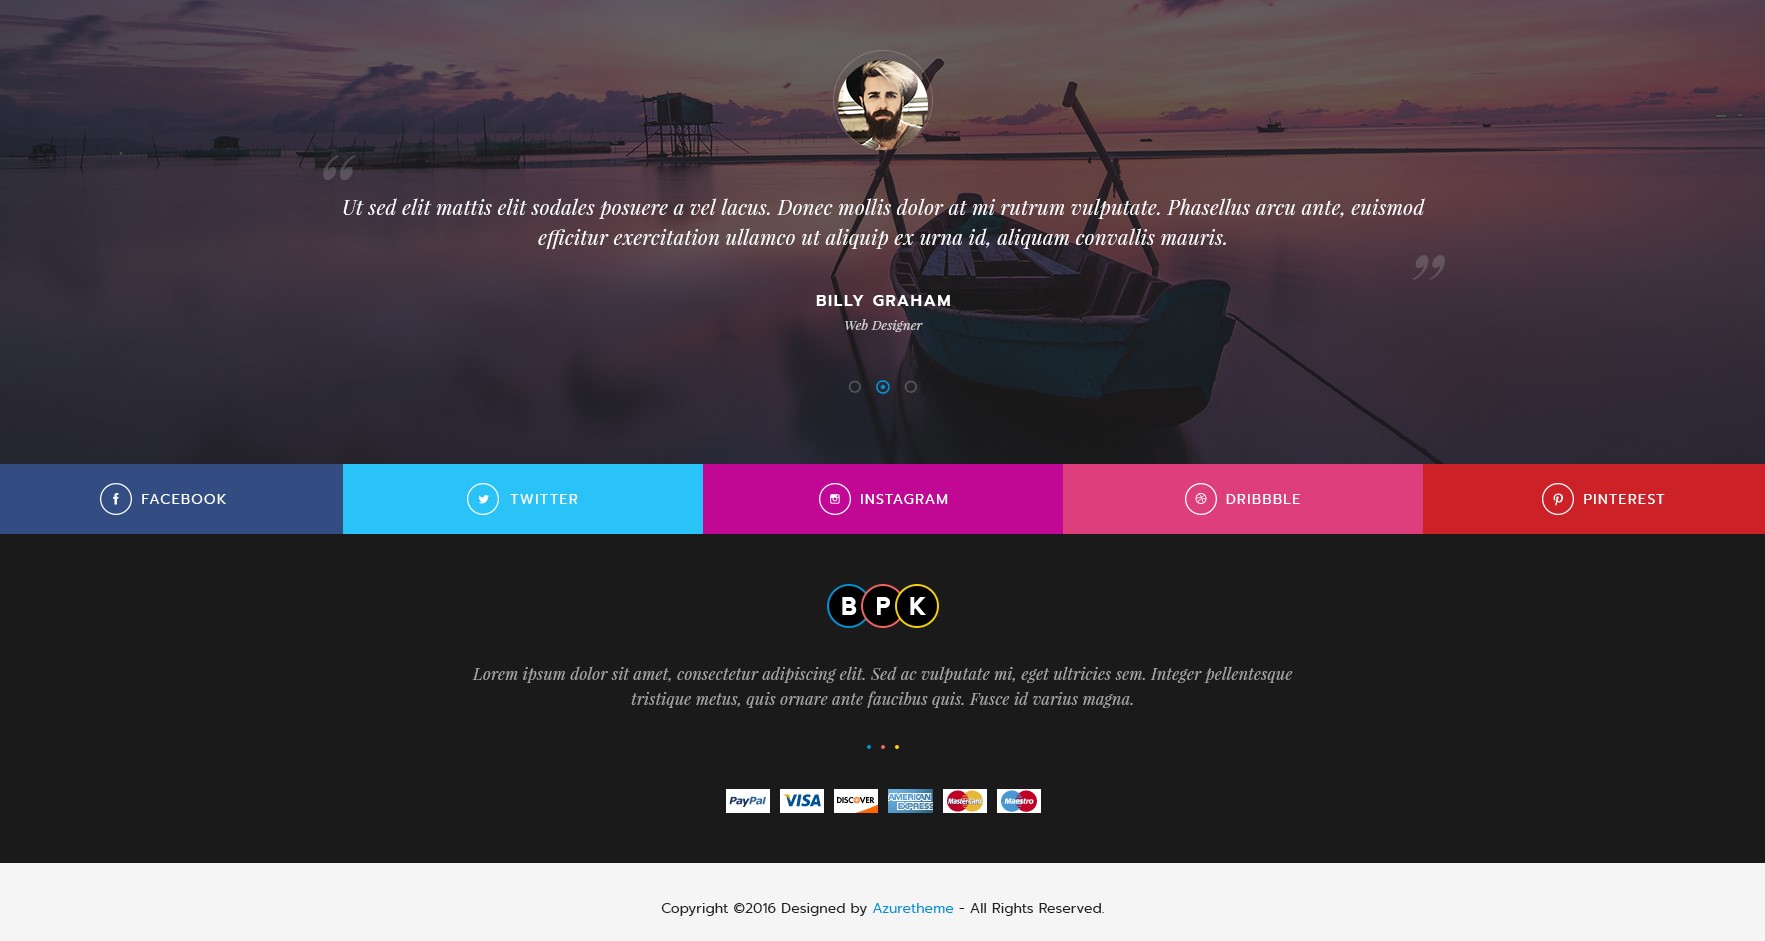 “
Ut sed elit mattis elit sodales posuere a vel lacus. Donec mollis dolor at mi rutrum vulputate. Phasellus arcu ante, euismod
efficitur exercitation ullamco ut aliquip ex urna id, aliquam convallis mauris.
”
BILLY GRAHAM
Web Designer
FACEBOOK TWITTER INSTAGRAM DRIBBBLE PINTEREST
B P K
Lorem ipsum dolor sit amet, consectetur adipiscing elit. Sed ac vulputate mi, eget ultricies sem. Integer pellentesque
tristique metus, quis ornare ante faucibus quis. Fusce id varius magna.
PayPal VISA DISCOVER AMERICAN EXPRESS MasterCard Maestro
Copyright ©2016 Designed by Azuretheme - All Rights Reserved.